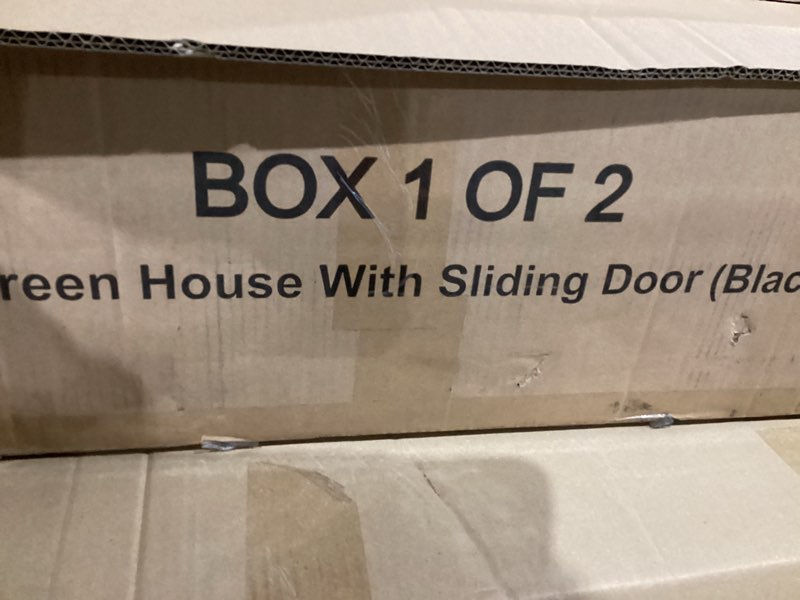 BOX 1 OF 2
reen House With Sliding Door (Blac